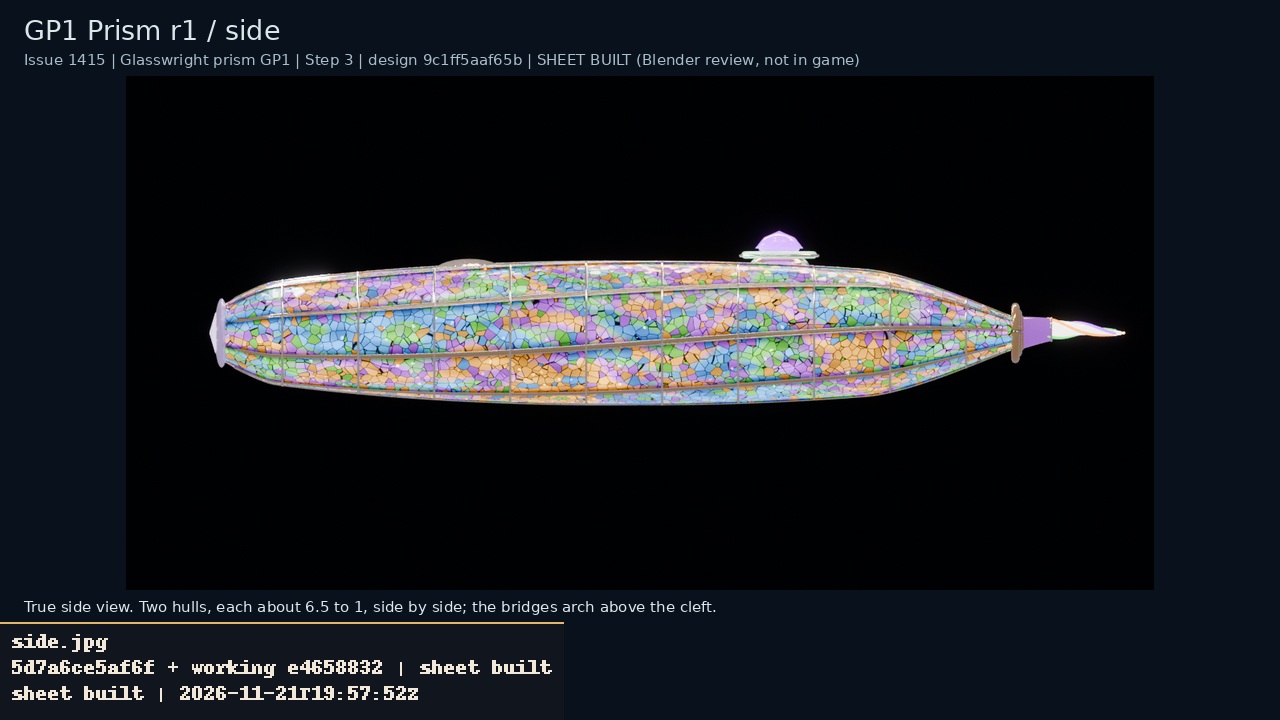 GP1 Prism r1 / side
Issue 1415 | Glasswright prism GP1 | Step 3 | design 9c1ff5aaf65b | SHEET BUILT (Blender review, not in game)
True side view. Two hulls, each about 6.5 to 1, side by side; the bridges arch above the cleft.
side.jpg
5d7a6ce5af6f + working e4658832 | sheet built
sheet built | 2026-11-21T19:57:52Z